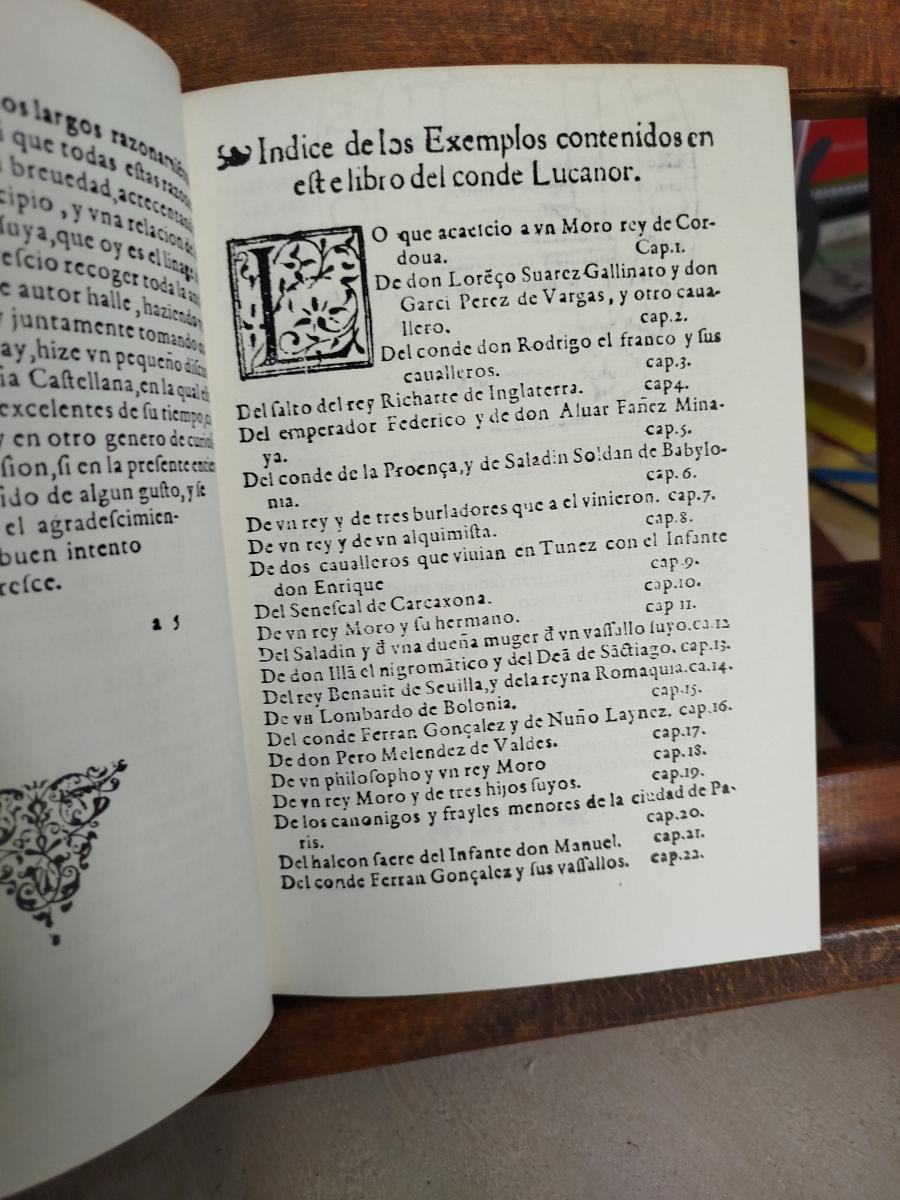 os largos razonamiẽ
que todas eſtas razo
breuedad, acrecentan
cipio, y vna relacion de
ſuya, que oy es el linag
eſcio recoger toda la
e autor halle, haziendo
y juntamente tomando
ay, hize vn pequeño diſcu
ia Caſtellana, en la qual
excelentes de ſu tiempo,
y en otro genero de curio
ſion, ſi en la preſente
ido de algun guſto, y ſe
el agradeſcimien-
buen intento
reſce.
a 5
Indice de los Exemplos contenidos en
eſte libro del conde Lucanor.
LO que acaeſcio a vn Moro rey de Cor-
doua. Cap.1.
De don Lorẽço Suarez Gallinato y don
Garci Perez de Vargas, y otro caua-
llero. cap.2.
Del conde don Rodrigo el franco y ſus
caualleros. cap.3.
Del ſalto del rey Richarte de Inglaterra. cap4.
Del emperador Federico y de don Aluar Fañez Mina-
ya. cap.5.
Del conde de la Proença, y de Saladin Soldan de Babylo-
nia. cap.6.
De vn rey y de tres burladores que a el vinieron. cap.7.
De vn rey y de vn alquimiſta. cap.8.
De dos caualleros que viuian en Tunez con el Infante
don Enrique cap.9.
Del Seneſcal de Carcaxona. cap.10.
De vn rey Moro y ſu hermano. cap 11.
Del Saladin y đ vna dueña muger đ vn vaſſallo ſuyo.ca.12
De don Illã el nigromãtico y del Deã de Sãctiago. cap.13.
Del rey Benauit de Seuilla, y dela reyna Romaquia.ca.14.
De vn Lombardo de Bolonia. cap.15.
Del conde Ferran Gonçalez y de Nuño Laynez. cap.16.
De don Pero Melendez de Valdes. cap.17.
De vn philoſopho y vn rey Moro cap.18.
De vn rey Moro y de tres hijos ſuyos. cap.19.
De los canonigos y frayles menores de la ciudad de Pa-
ris. cap.20.
Del halcon ſacre del Infante don Manuel. cap.21.
Del conde Ferran Gonçalez y ſus vaſſallos. cap.22.